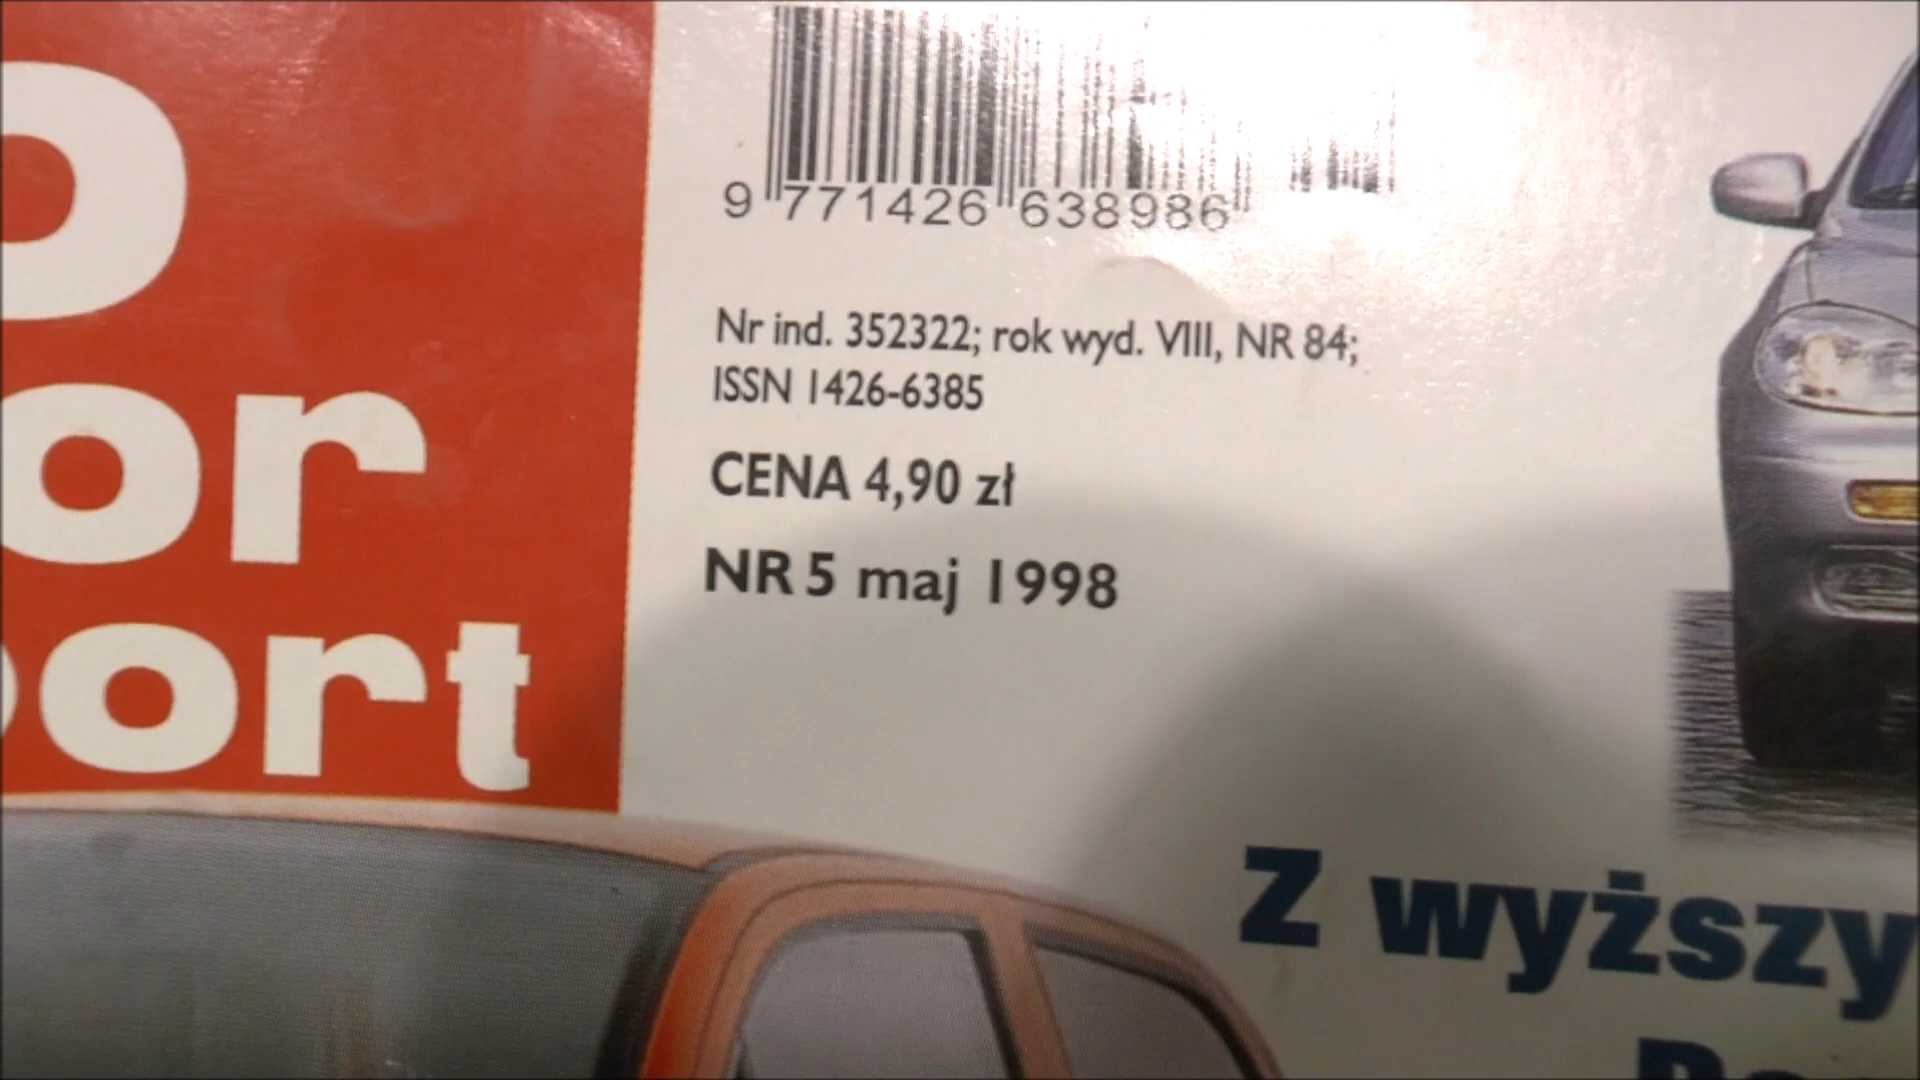 o
or
port
9 771426 638986
Nr ind. 352322; rok wyd. VIII, NR 84;
ISSN 1426-6385
CENA 4,90 zł
NR 5 maj 1998
Z wyższy